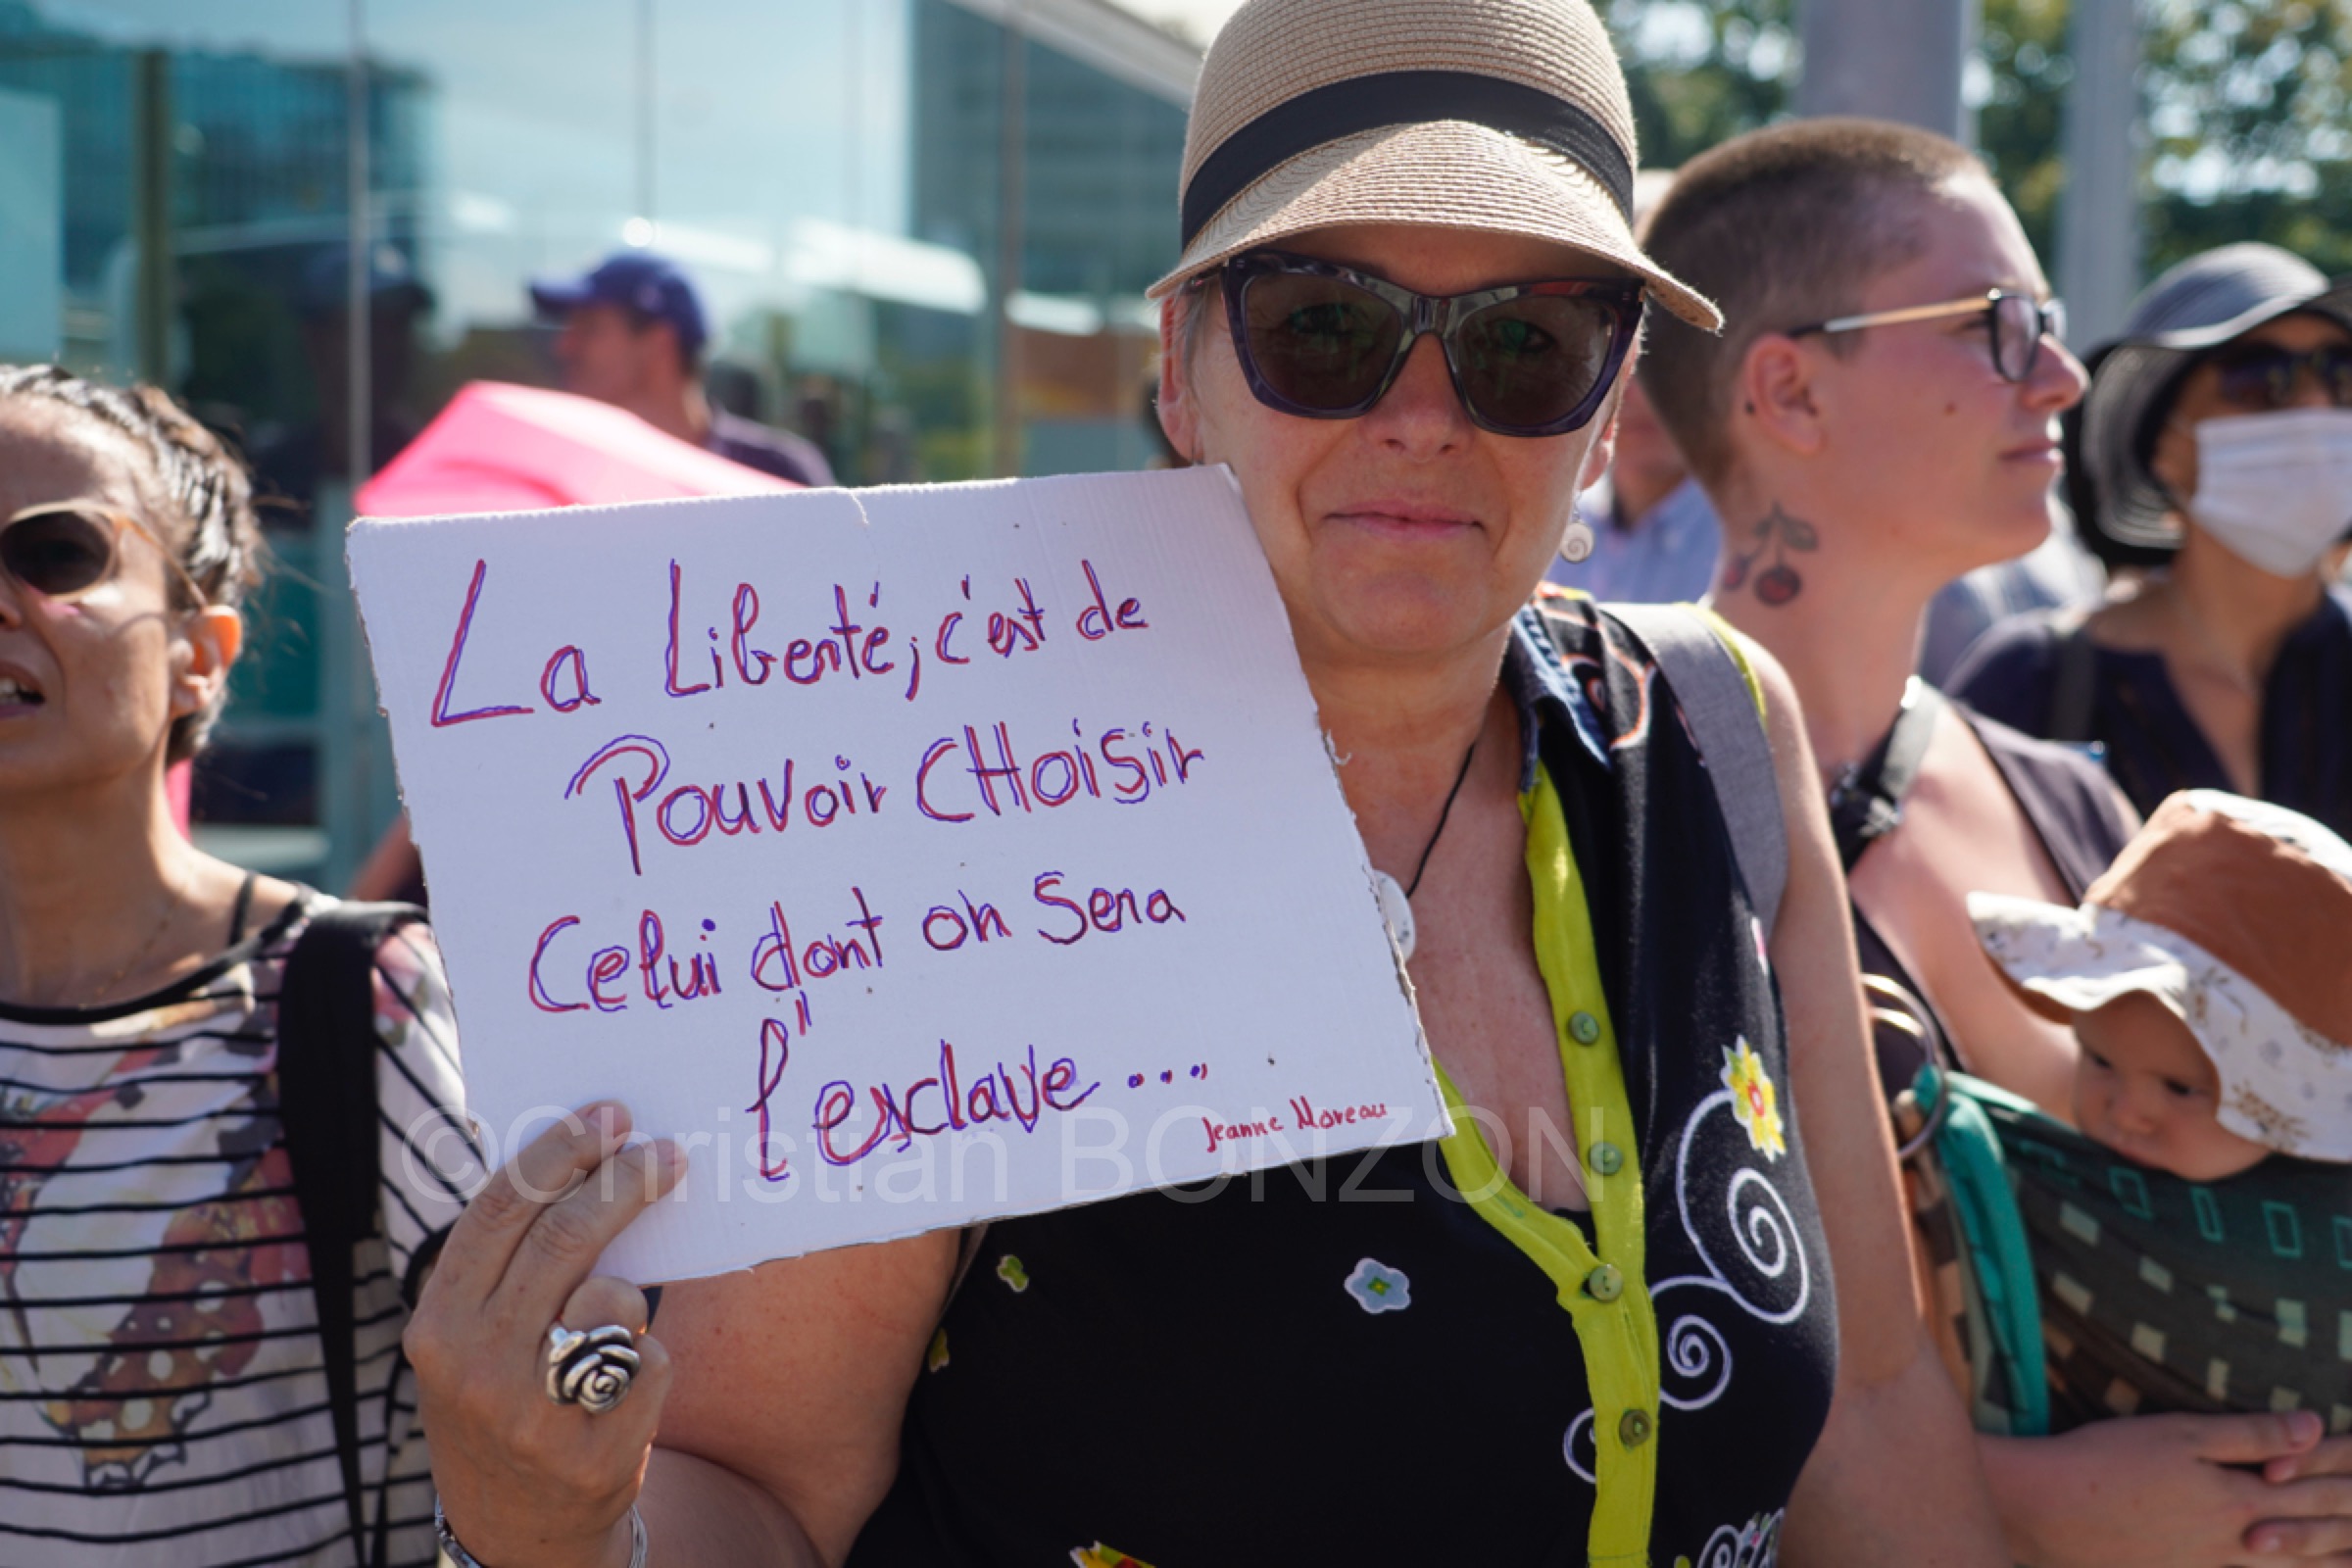 La Liberté, c'est de
Pouvoir CHoisir
Celui dont on Sera
l'esclave...
Jeanne Moreau
©Christian BONZON